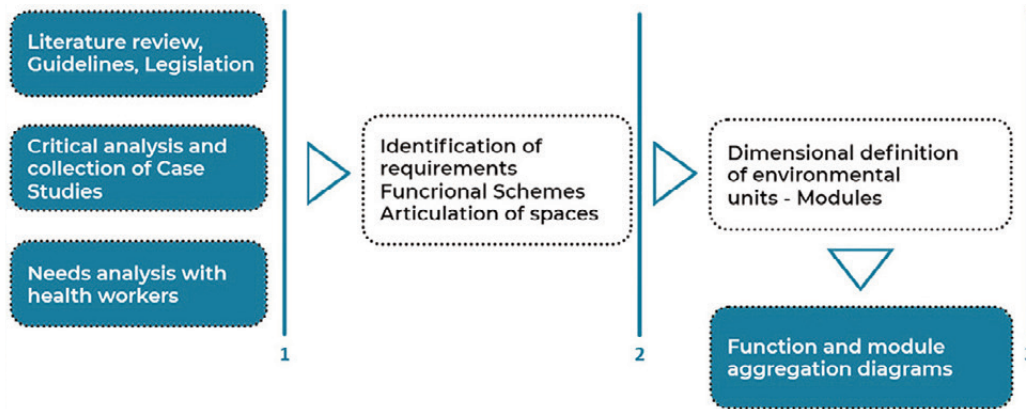 Literature review,
Guidelines, Legislation
Critical analysis and
collection of Case
Studies
Needs analysis with
health workers
1
Identification of
requirements
Funcrional Schemes
Articulation of spaces
2
Dimensional definition
of environmental
units - Modules
Function and module
aggregation diagrams